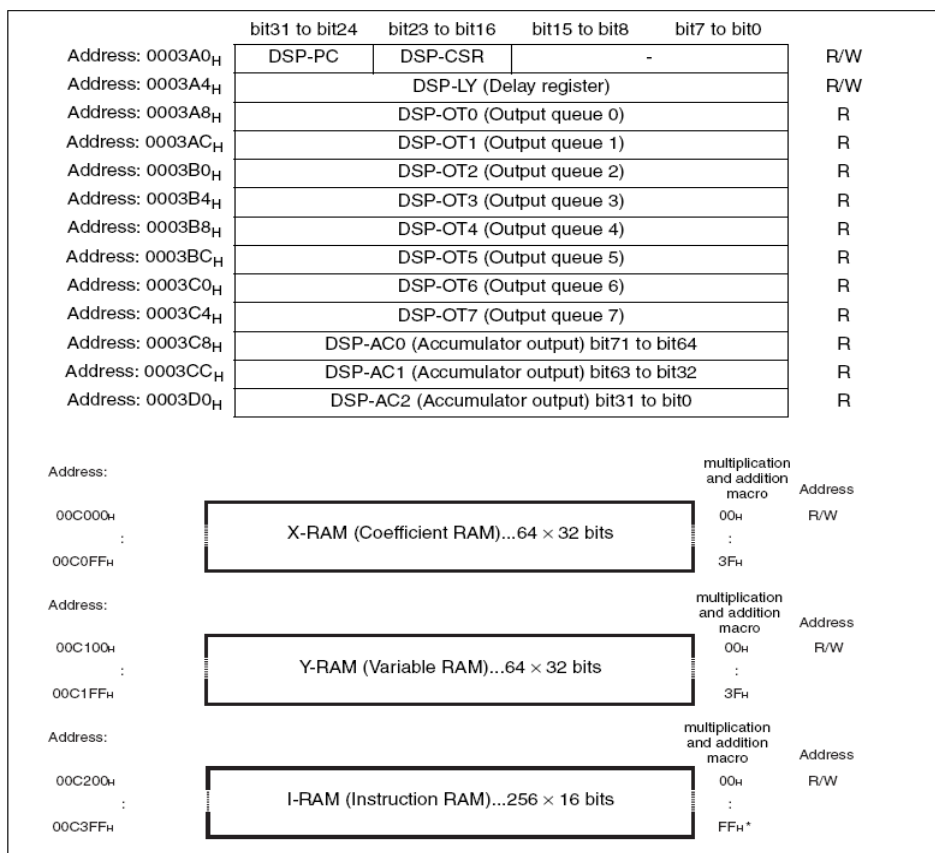 bit31 to bit24 bit23 to bit16 bit15 to bit8 bit7 to bit0
Address: 0003A0H DSP-PC DSP-CSR - R/W
Address: 0003A4H DSP-LY (Delay register) R/W
Address: 0003A8H DSP-OT0 (Output queue 0) R
Address: 0003ACH DSP-OT1 (Output queue 1) R
Address: 0003B0H DSP-OT2 (Output queue 2) R
Address: 0003B4H DSP-OT3 (Output queue 3) R
Address: 0003B8H DSP-OT4 (Output queue 4) R
Address: 0003BCH DSP-OT5 (Output queue 5) R
Address: 0003C0H DSP-OT6 (Output queue 6) R
Address: 0003C4H DSP-OT7 (Output queue 7) R
Address: 0003C8H DSP-AC0 (Accumulator output) bit71 to bit64 R
Address: 0003CCH DSP-AC1 (Accumulator output) bit63 to bit32 R
Address: 0003D0H DSP-AC2 (Accumulator output) bit31 to bit0 R
Address: multiplication
and addition
macro Address
00C000H X-RAM (Coefficient RAM)...64 × 32 bits 00H R/W
: :
00C0FFH 3FH
Address: multiplication
and addition
macro Address
00C100H Y-RAM (Variable RAM)...64 × 32 bits 00H R/W
: :
00C1FFH 3FH
Address: multiplication
and addition
macro Address
00C200H I-RAM (Instruction RAM)...256 × 16 bits 00H R/W
: :
00C3FFH FFH*